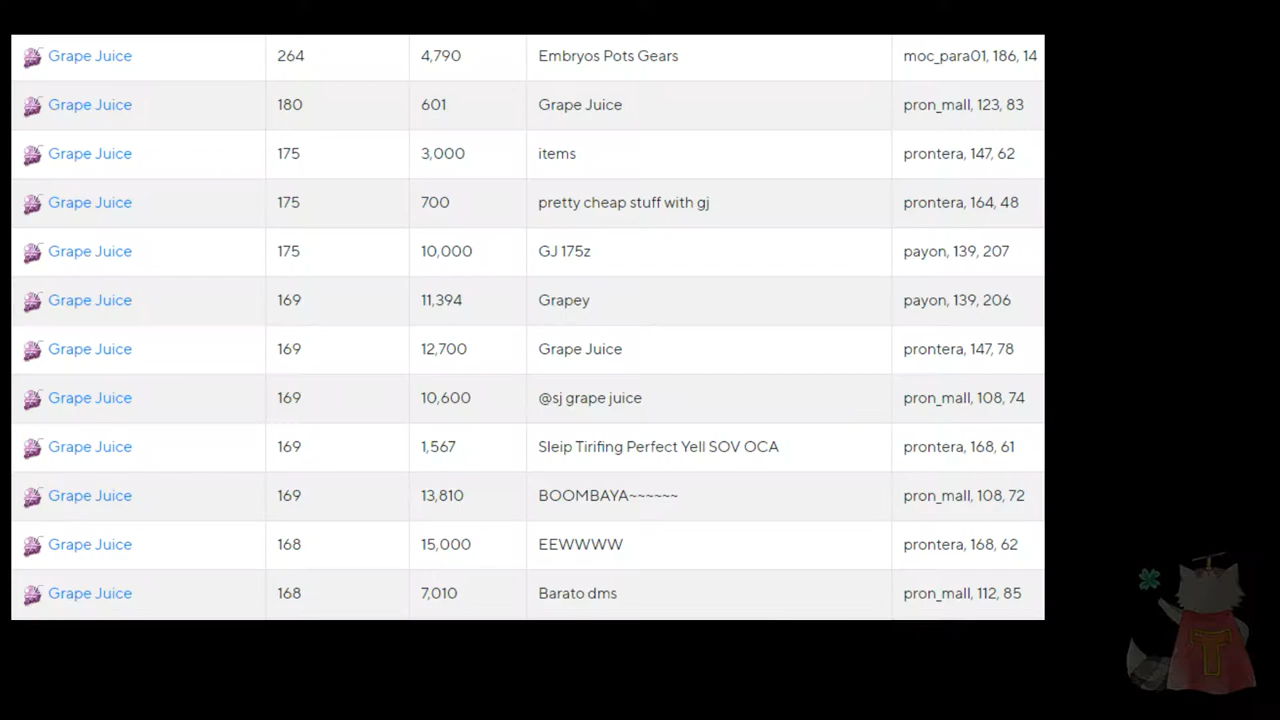 Grape Juice 264 4,790 Embryos Pots Gears moc_para01, 186, 14
Grape Juice 180 601 Grape Juice pron_mall, 123, 83
Grape Juice 175 3,000 items prontera, 147, 62
Grape Juice 175 700 pretty cheap stuff with gj prontera, 164, 48
Grape Juice 175 10,000 GJ 175z payon, 139, 207
Grape Juice 169 11,394 Grapey payon, 139, 206
Grape Juice 169 12,700 Grape Juice prontera, 147, 78
Grape Juice 169 10,600 @sj grape juice pron_mall, 108, 74
Grape Juice 169 1,567 Sleip Tirifing Perfect Yell SOV OCA prontera, 168, 61
Grape Juice 169 13,810 BOOMBAYA~~~~~~ pron_mall, 108, 72
Grape Juice 168 15,000 EEWWWW prontera, 168, 62
Grape Juice 168 7,010 Barato dms pron_mall, 112, 85
T